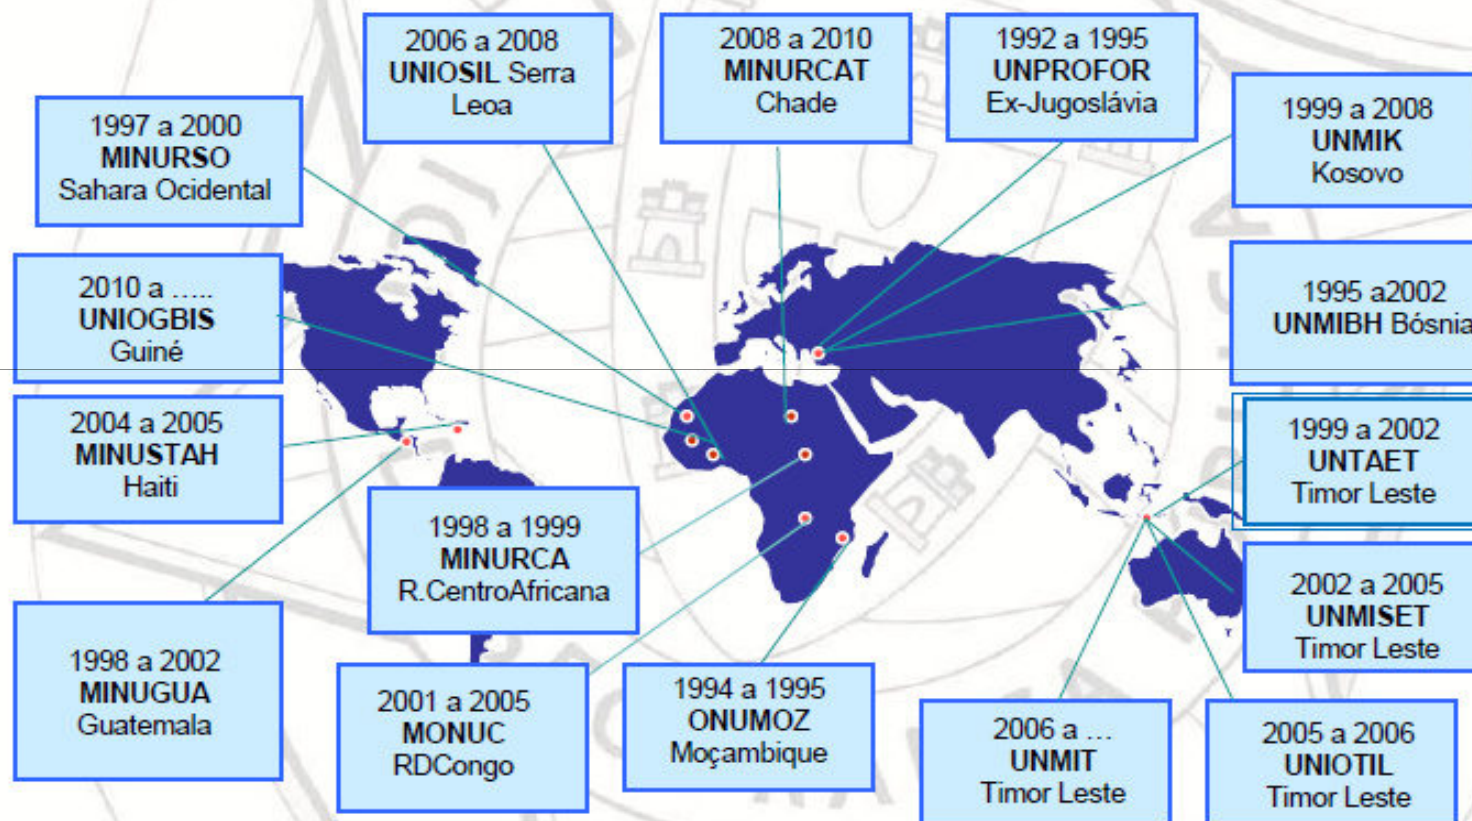 2006 a 2008
UNIOSIL Serra
Leoa
2008 a 2010
MINURCAT
Chade
1992 a 1995
UNPROFOR
Ex-Jugoslávia
1999 a 2008
UNMIK
Kosovo
1997 a 2000
MINURSO
Sahara Ocidental
2010 a …..
UNIOGBIS
Guiné
1995 a2002
UNMIBH Bósnia
2004 a 2005
MINUSTAH
Haiti
1999 a 2002
UNTAET
Timor Leste
1998 a 1999
MINURCA
R.CentroAfricana
2002 a 2005
UNMISET
Timor Leste
1998 a 2002
MINUGUA
Guatemala
2001 a 2005
MONUC
RDCongo
1994 a 1995
ONUMOZ
Moçambique
2006 a …
UNMIT
Timor Leste
2005 a 2006
UNIOTIL
Timor Leste